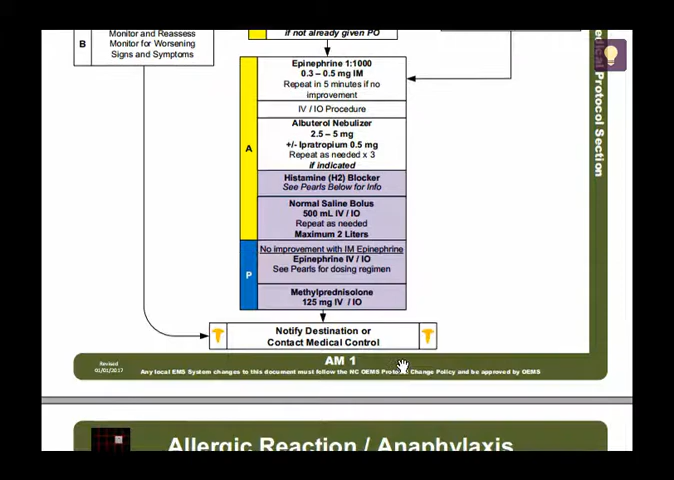 Monitor and Reassess
Monitor for Worsening
Signs and Symptoms
B
if not already given PO
Epinephrine 1:1000
0.3 – 0.5 mg IM
Repeat in 5 minutes if no
improvement
IV / IO Procedure
Albuterol Nebulizer
2.5 – 5 mg
+/- Ipratropium 0.5 mg
Repeat as needed x 3
if indicated
A
Histamine (H2) Blocker
See Pearls Below for Info
Normal Saline Bolus
500 mL IV / IO
Repeat as needed
Maximum 2 Liters
No improvement with IM Epinephrine
Epinephrine IV / IO
See Pearls for dosing regimen
P
Methylprednisolone
125 mg IV / IO
Notify Destination or
Contact Medical Control
Protocol Section
Revised
01/01/2017
AM 1
Any local EMS System changes to this document must follow the NC OEMS Change Policy and be approved by OEMS
Allergic Reaction / Anaphylaxis